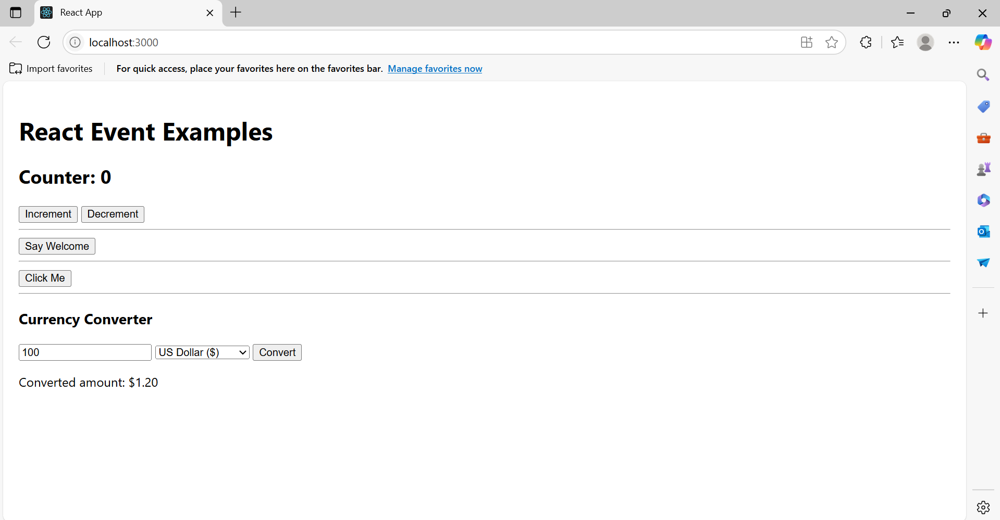 React App
localhost:3000
Import favorites For quick access, place your favorites here on the favorites bar. Manage favorites now
React Event Examples
Counter: 0
Increment Decrement
Say Welcome
Click Me
Currency Converter
100 US Dollar ($) Convert
Converted amount: $1.20